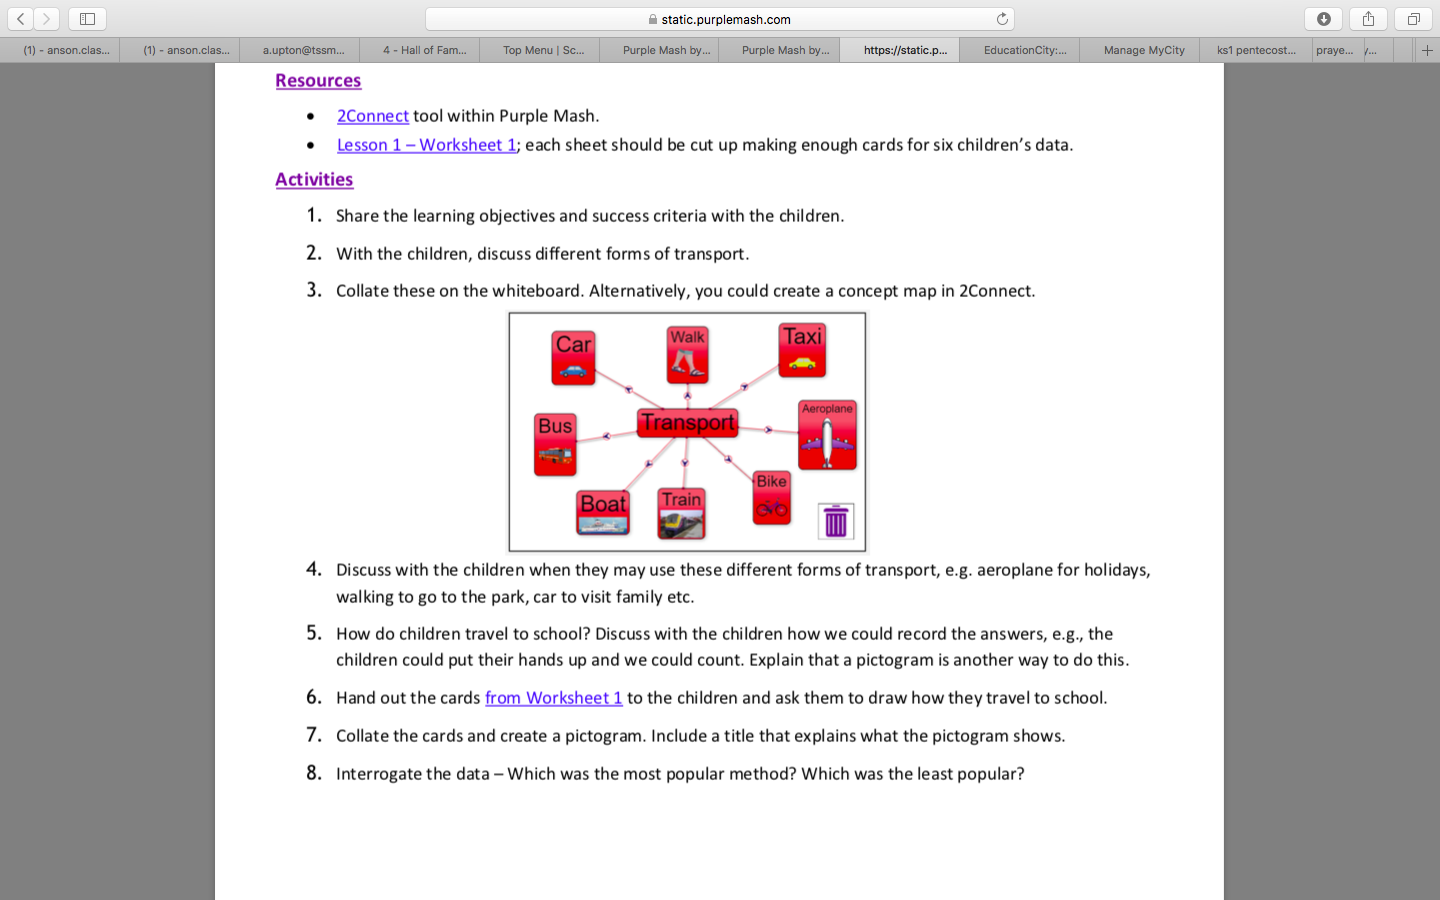 static.purplemash.com
(1) - anson.clas...
(1) - anson.clas...
a.upton@tssm...
4 - Hall of Fam...
Top Menu | Sc...
Purple Mash by...
Purple Mash by...
https://static.p...
EducationCity:...
Manage MyCity
ks1 pentecost...
praye...
y...
Resources
• 2Connect tool within Purple Mash.
• Lesson 1 – Worksheet 1; each sheet should be cut up making enough cards for six children’s data.
Activities
1. Share the learning objectives and success criteria with the children.
2. With the children, discuss different forms of transport.
3. Collate these on the whiteboard. Alternatively, you could create a concept map in 2Connect.
Car
Walk
Taxi
Bus
Transport
Aeroplane
Boat
Train
Bike
4. Discuss with the children when they may use these different forms of transport, e.g. aeroplane for holidays,
walking to go to the park, car to visit family etc.
5. How do children travel to school? Discuss with the children how we could record the answers, e.g., the
children could put their hands up and we could count. Explain that a pictogram is another way to do this.
6. Hand out the cards from Worksheet 1 to the children and ask them to draw how they travel to school.
7. Collate the cards and create a pictogram. Include a title that explains what the pictogram shows.
8. Interrogate the data – Which was the most popular method? Which was the least popular?